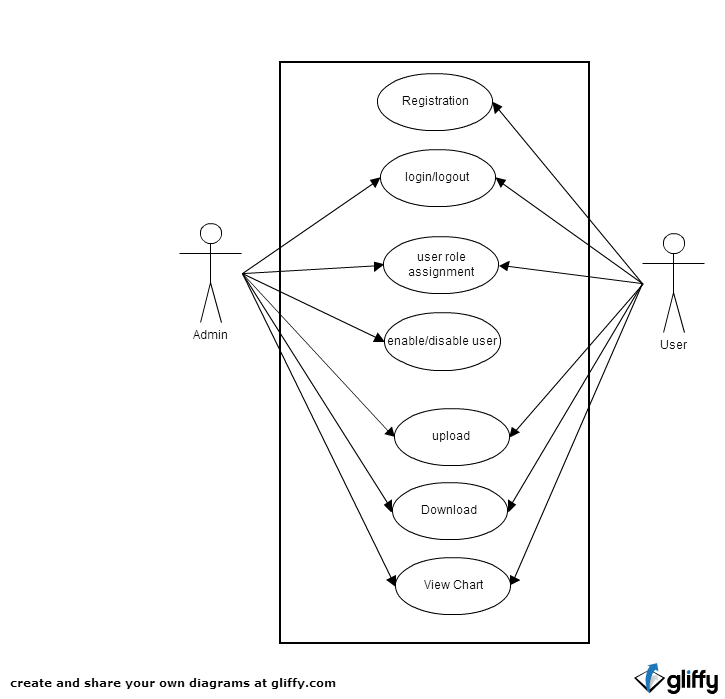 Registration
login/logout
user role
assignment
Admin
enable/disable user
User
upload
Download
View Chart
create and share your own diagrams at gliffy.com
gliffy